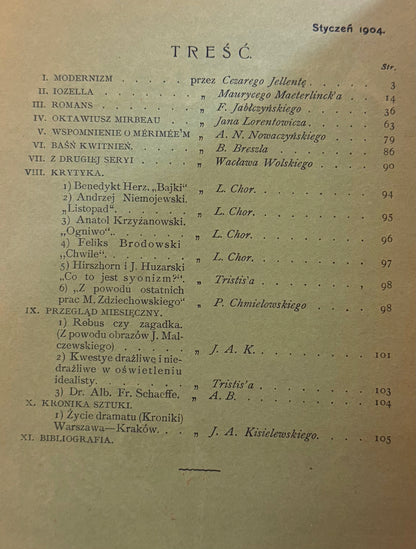 Styczeń 1904.
TREŚĆ.
Str.
I. MODERNIZM . . . . . . przez Cezarego Jellentę . . . . . 3
II. IOZELLA . . . . . . . „ Maurycego Maeterlinck'a . . . 14
III. ROMANS . . . . . . . „ F. Jabłczyńskiego . . . . . 36
IV. OKTAWIUSZ MIRBEAU . . . „ Jana Lorentowicza . . . . . 63
V. WSPOMNIENIE O MÉRIMÉE'M „ A. N. Nowaczyńskiego . . . 79
VI. BAŚŃ KWITNIEŃ . . . . . „ B. Breszla . . . . . . . 86
VII. Z DRUGIEJ SERYI . . . . „ Wacława Wolskiego . . . . 90
VIII. KRYTYKA.
1) Benedykt Herz. „Bajki“ „ L. Chor. . . . . . . . . 94
2) Andrzej Niemojewski.
„Listopad“ . . . . . . „ L. Chor. . . . . . . . . 95
3) Anatol Krzyżanowski.
„Ogniwo“ . . . . . . . „ L. Chor. . . . . . . . . 96
4) Feliks Brodowski
„Chwile“. . . . . . . . „ L. Chor. . . . . . . . . 97
5) Hirszhorn i J. Huzarski
„Co to jest syonizm?“. „ Tristis'a . . . . . . . . 98
6) „Z powodu ostatnich
prac M. Zdziechowskiego“ „ P. Chmielowskiego . . . . 98
IX. PRZEGLĄD MIESIĘCZNY.
1) Rebus czy zagadka.
(Z powodu obrazów J. Mal-
czewskiego) . . . . . . „ J. A. K. . . . . . . . . 101
2) Kwestye drażliwe i nie-
drażliwe w oświetleniu
idealisty. . . . . . . . „ Tristis'a . . . . . . . . 103
3) Dr. Alb. Fr. Schaeffe. „ A. B. . . . . . . . . . 104
X. KRONIKA SZTUKI.
1) Życie dramatu (Kroniki)
Warszawa—Kraków. . . . „ J. A. Kisielewskiego. . . . 105
XI. BIBLIOGRAFIA.